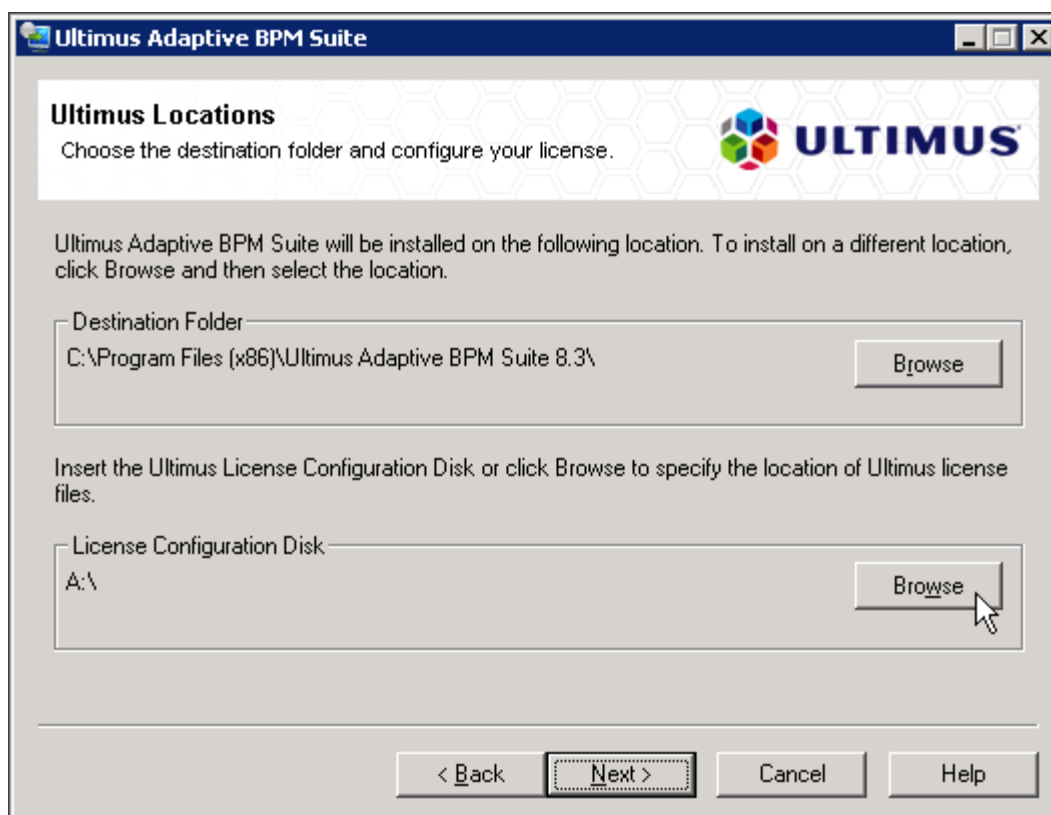 Ultimus Adaptive BPM Suite
Ultimus Locations
Choose the destination folder and configure your license.
ULTIMUS
Ultimus Adaptive BPM Suite will be installed on the following location. To install on a different location,
click Browse and then select the location.
Destination Folder
C:\Program Files (x86)\Ultimus Adaptive BPM Suite 8.3\
Browse
Insert the Ultimus License Configuration Disk or click Browse to specify the location of Ultimus license
files.
License Configuration Disk
A:\
Browse
< Back
Next >
Cancel
Help